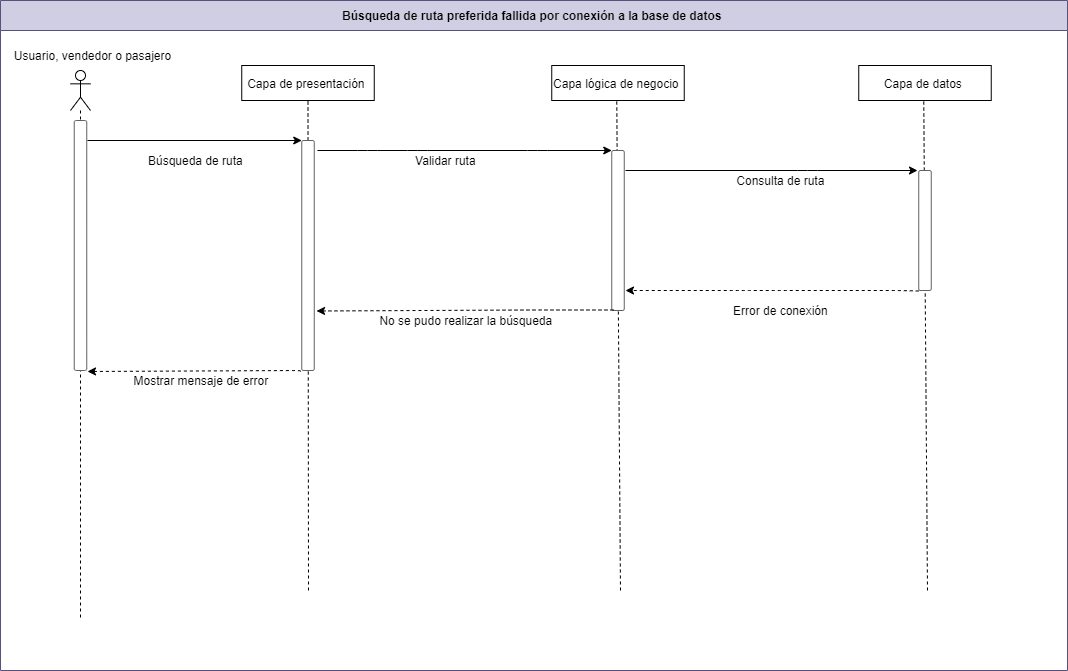 Búsqueda de ruta preferida fallida por conexión a la base de datos
Usuario, vendedor o pasajero
Capa de presentación
Capa lógica de negocio
Capa de datos
Búsqueda de ruta
Validar ruta
Consulta de ruta
Error de conexión
No se pudo realizar la búsqueda
Mostrar mensaje de error